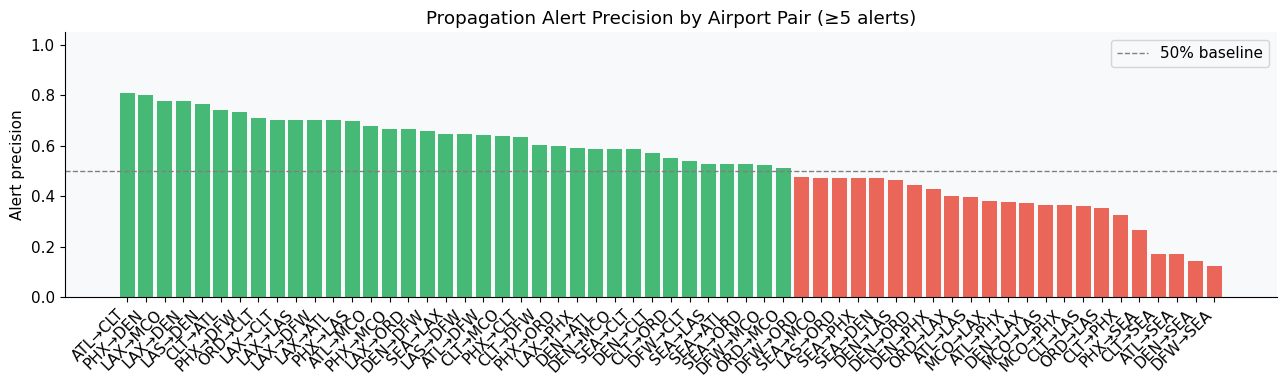 Propagation Alert Precision by Airport Pair (≥5 alerts)
50% baseline
Alert precision
1.0
0.8
0.6
0.4
0.2
0.0
ATL→CLT
PHX→DEN
LAX→MCO
LAX→DEN
LAS→DEN
CLT→ATL
PHX→DFW
ORD→CLT
LAX→CLT
LAX→LAS
LAX→DFW
LAX→ATL
PHX→LAS
ATL→MCO
PHX→MCO
LAX→ORD
DEN→DFW
SEA→LAX
LAS→DFW
ATL→DFW
CLT→MCO
PHX→CLT
CLT→DFW
PHX→ORD
LAX→PHX
DEN→ATL
DEN→MCO
SEA→CLT
DEN→CLT
CLT→ORD
DFW→CLT
SEA→LAS
SEA→ATL
SEA→ORD
DFW→MCO
ORD→MCO
DFW→ORD
SEA→MCO
LAS→ORD
SEA→PHX
SEA→DEN
DEN→LAS
DEN→ORD
DEN→PHX
ORD→LAX
ATL→LAS
MCO→LAX
ATL→PHX
DEN→LAX
MCO→LAS
MCO→PHX
CLT→LAS
ORD→LAS
CLT→PHX
PHX→SEA
CLT→SEA
ATL→SEA
DEN→SEA
DFW→SEA